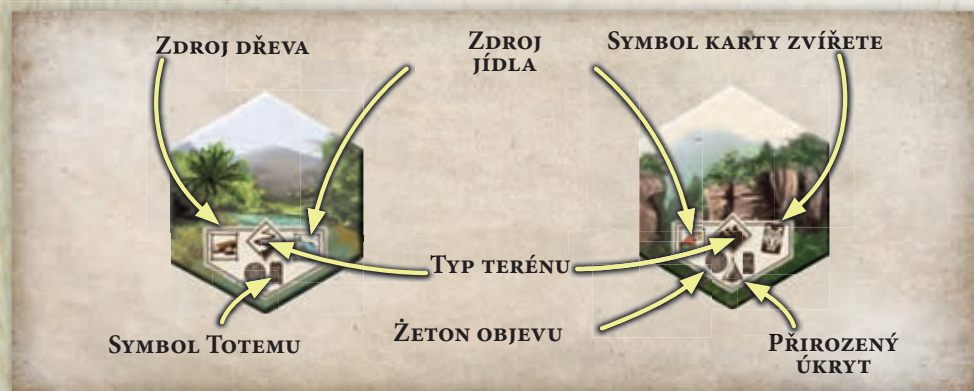 Zdroj dřeva
Zdroj
jídla
Symbol karty zvířete
Typ terénu
Symbol Totemu
Żeton objevu
Přirozený
úkryt